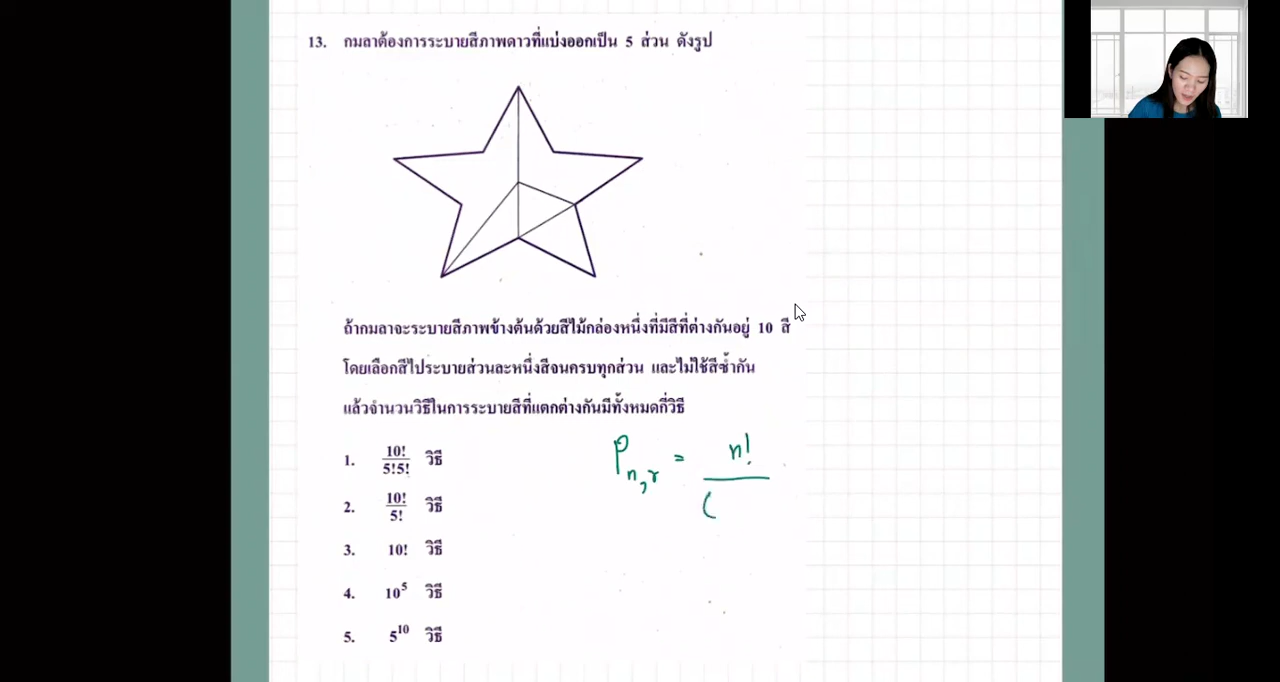 13. กมลาต้องการระบายสีภาพดาวที่แบ่งออกเป็น 5 ส่วน ดังรูป
ถ้ากมลาจะระบายสีภาพข้างต้นด้วยสีไม้กล่องหนึ่งที่มีสีที่ต่างกันอยู่ 10 สี
โดยเลือกสีไประบายส่วนละหนึ่งสีจนครบทุกส่วน และไม่ใช้สีซ้ำกัน
แล้วจำนวนวิธีในการระบายสีที่แตกต่างกันมีทั้งหมดกี่วิธี
1. 10!/5!5! วิธี
2. 10!/5! วิธี
3. 10! วิธี
4. 10⁵ วิธี
5. 5¹⁰ วิธี
P n,r = n!/(